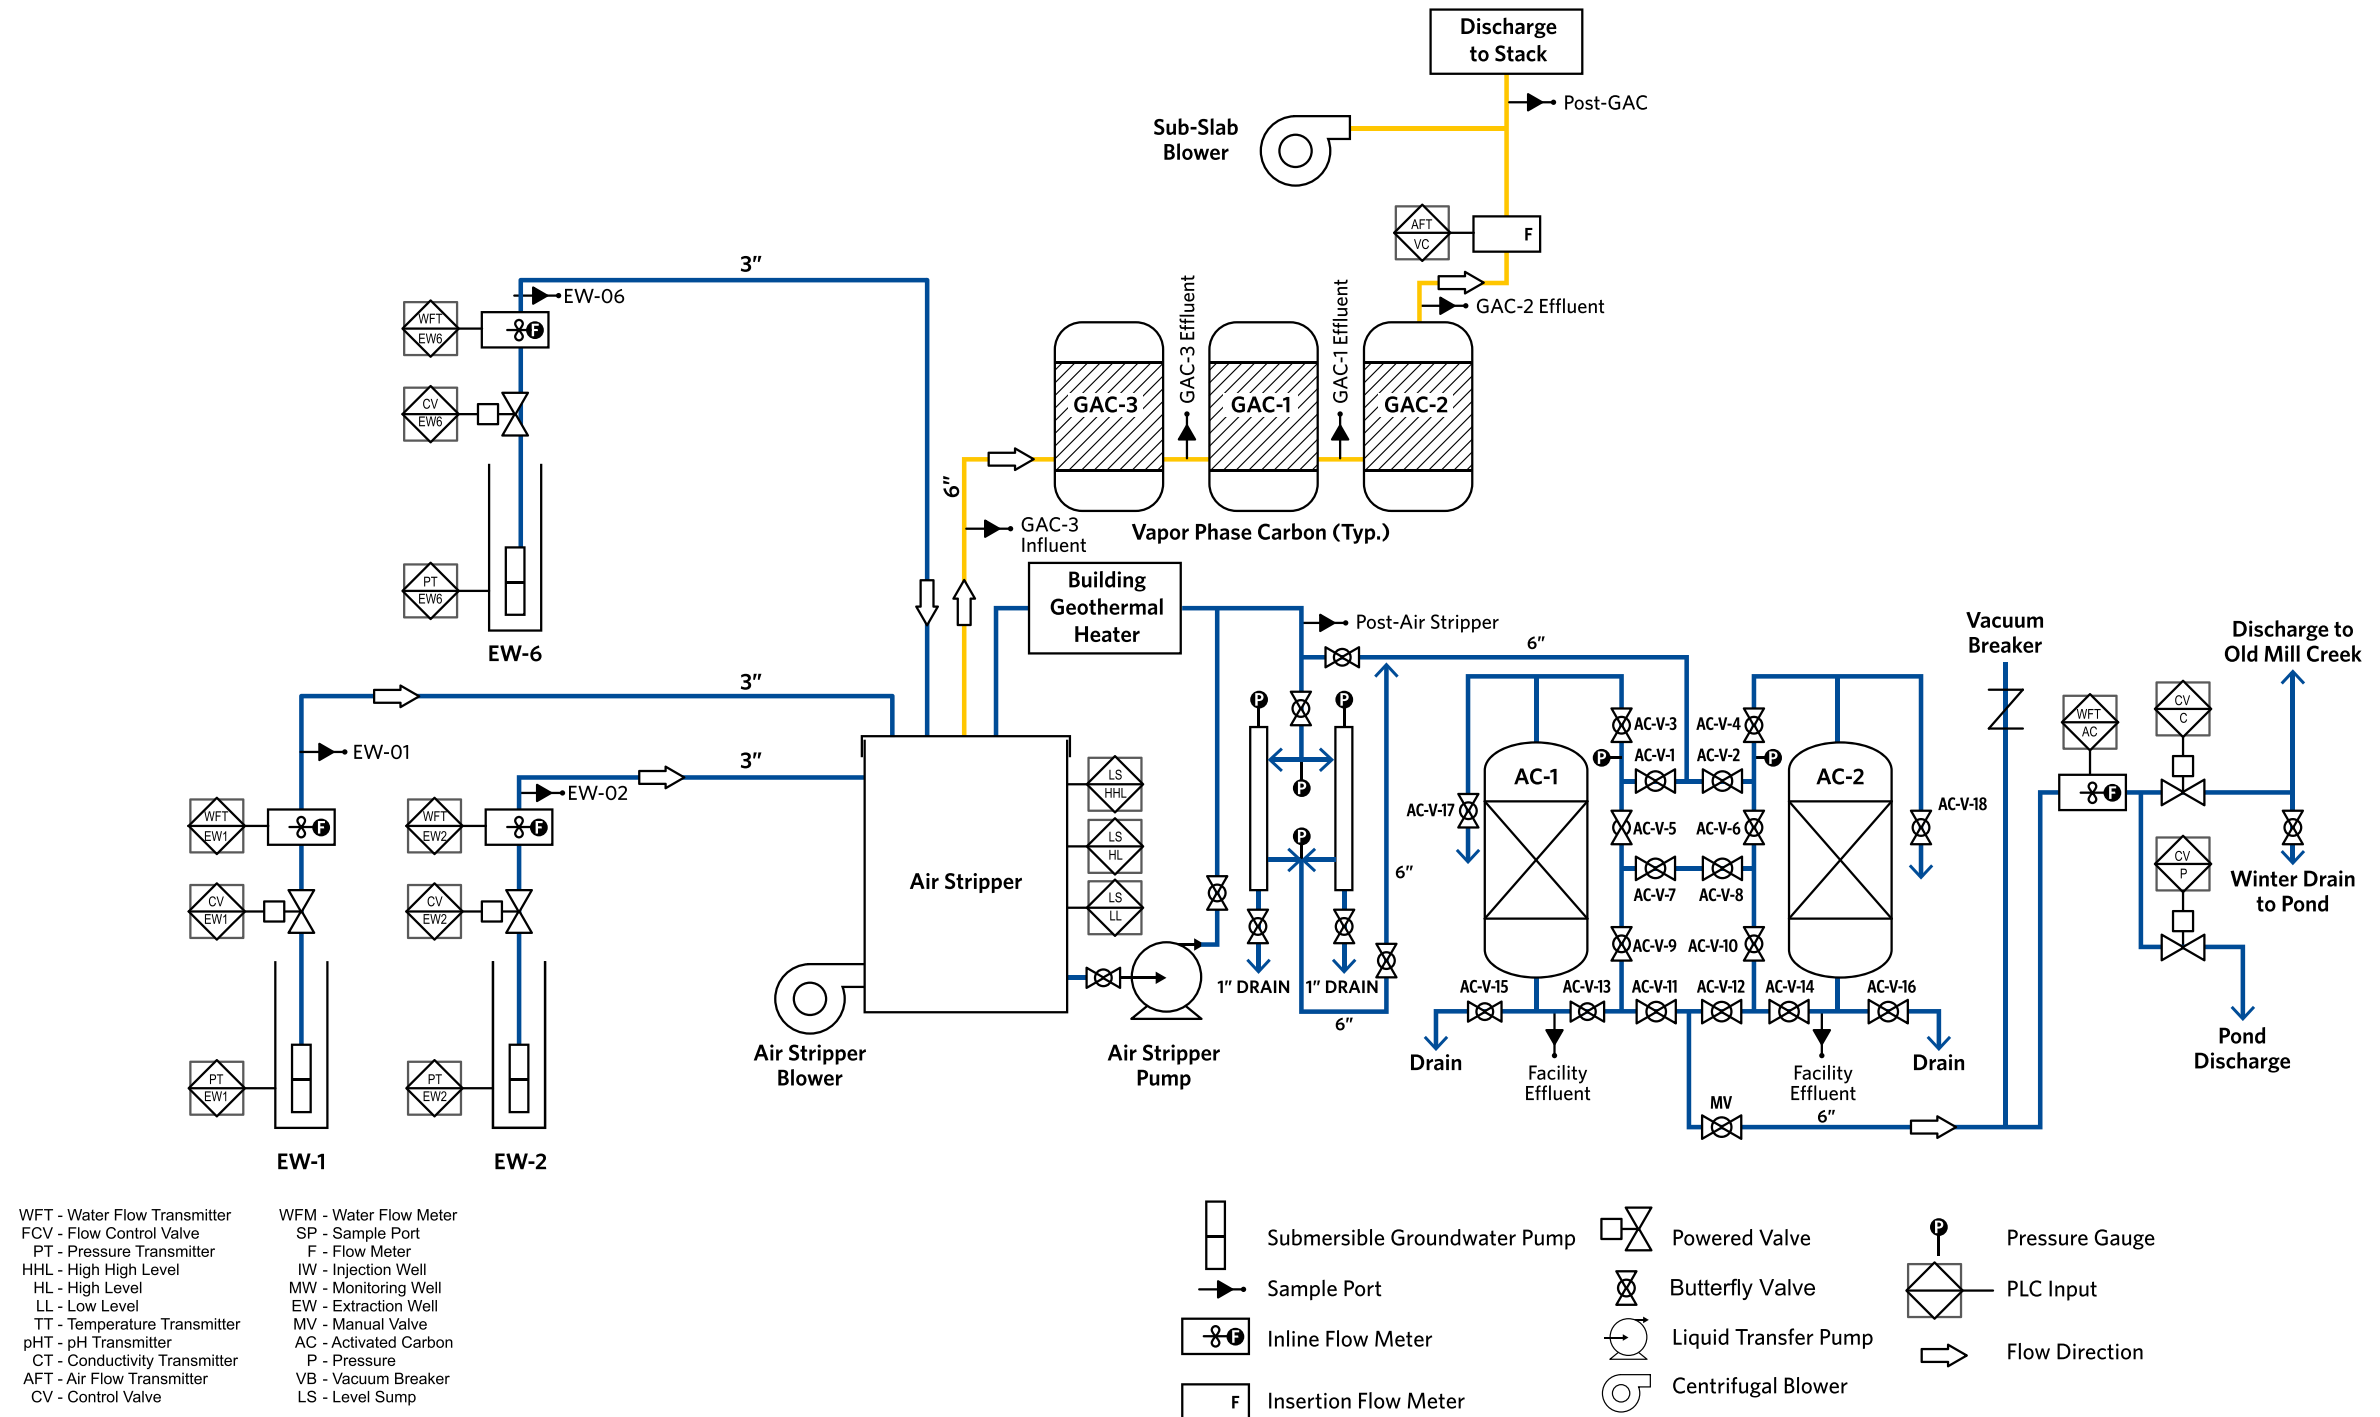 Discharge
to Stack
Post-GAC
Sub-Slab
Blower
AFT
VC
F
3"
EW-06
WFT
EW6
F
CV
EW6
PT
EW6
EW-6
GAC-3 Effluent
GAC-1 Effluent
GAC-2 Effluent
GAC-3
GAC-1
GAC-2
6"
GAC-3
Influent
Vapor Phase Carbon (Typ.)
Building
Geothermal
Heater
Post-Air Stripper
6"
Vacuum
Breaker
Discharge to
Old Mill Creek
3"
EW-01
WFT
EW1
F
CV
EW1
PT
EW1
EW-1
3"
EW-02
WFT
EW2
F
CV
EW2
PT
EW2
EW-2
Air Stripper
LS
HHL
LS
HL
LS
LL
Air Stripper
Blower
Air Stripper
Pump
P
P
P
P
1" DRAIN
1" DRAIN
6"
6"
AC-V-3
AC-V-4
P
AC-V-1
AC-V-2
P
AC-1
AC-2
AC-V-17
AC-V-18
AC-V-5
AC-V-6
AC-V-7
AC-V-8
AC-V-9
AC-V-10
AC-V-15
AC-V-13
AC-V-11
AC-V-12
AC-V-14
AC-V-16
Drain
Facility
Effluent
Facility
Effluent
Drain
MV
6"
WFT
AC
F
CV
C
CV
P
Winter Drain
to Pond
Pond
Discharge
WFT - Water Flow Transmitter
FCV - Flow Control Valve
PT - Pressure Transmitter
HHL - High High Level
HL - High Level
LL - Low Level
TT - Temperature Transmitter
pHT - pH Transmitter
CT - Conductivity Transmitter
AFT - Air Flow Transmitter
CV - Control Valve
WFM - Water Flow Meter
SP - Sample Port
F - Flow Meter
IW - Injection Well
MW - Monitoring Well
EW - Extraction Well
MV - Manual Valve
AC - Activated Carbon
P - Pressure
VB - Vacuum Breaker
LS - Level Sump
Submersible Groundwater Pump
Sample Port
F
Inline Flow Meter
F
Insertion Flow Meter
Powered Valve
Butterfly Valve
Liquid Transfer Pump
Centrifugal Blower
P
Pressure Gauge
PLC Input
Flow Direction